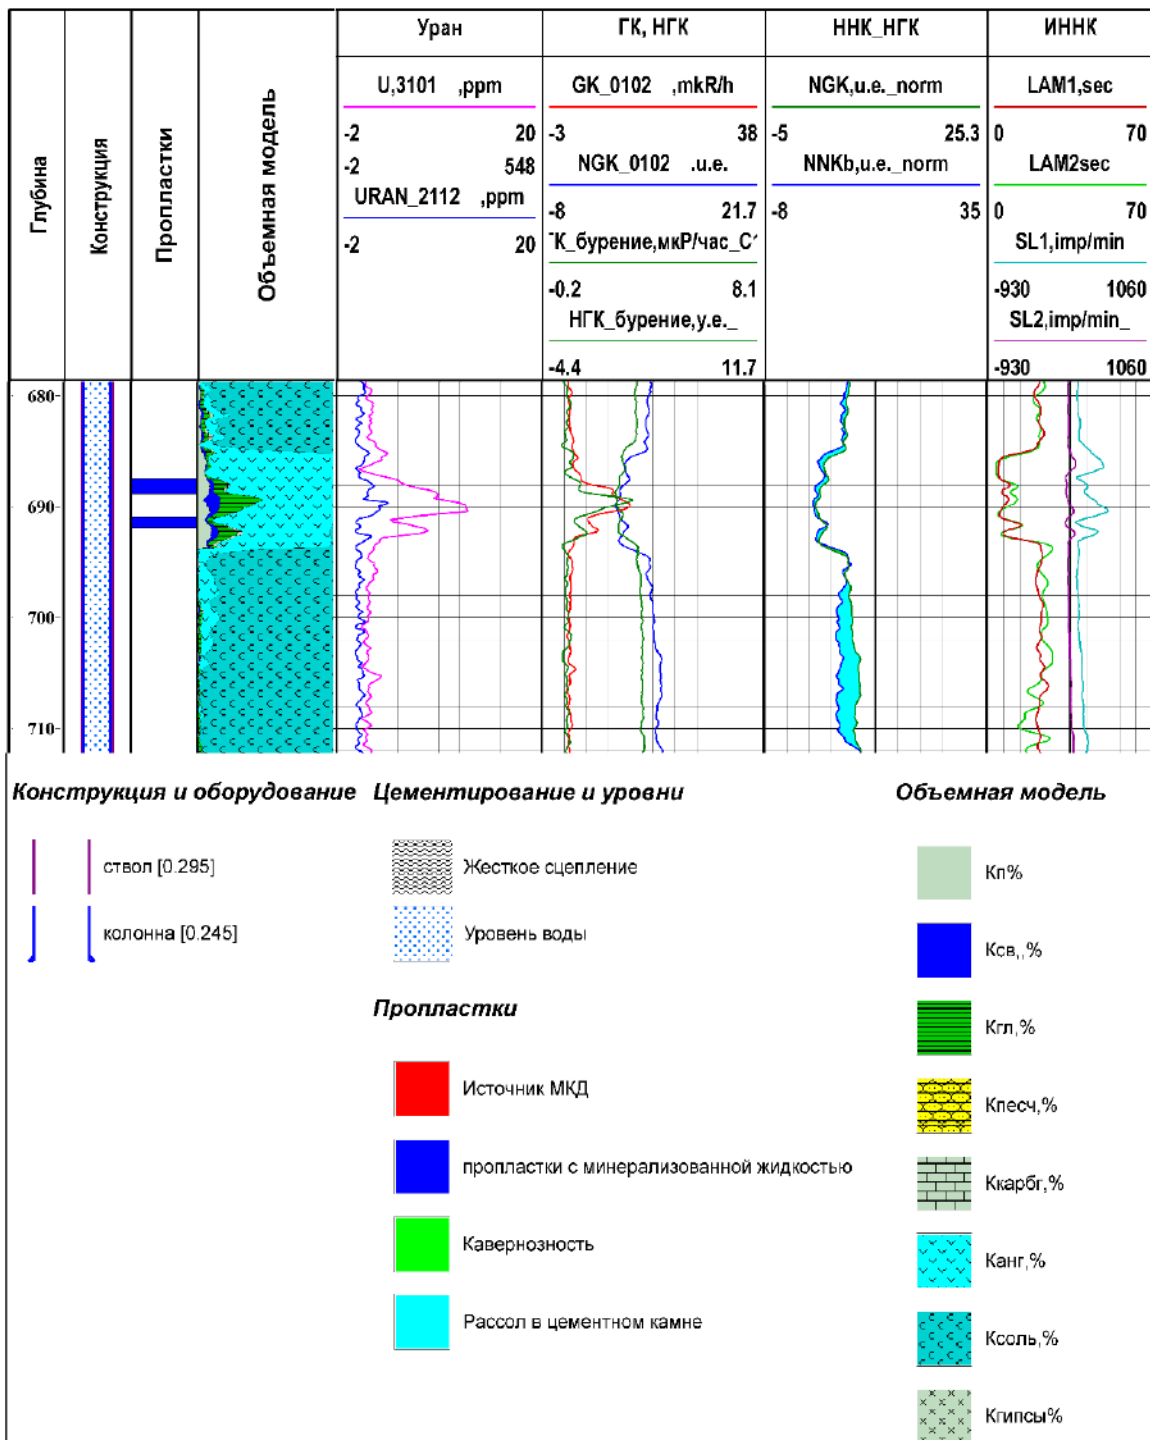 Глубина
Конструкция
Пропластки
Объемная модель
Уран
ГК, НГК
ННК_НГК
ИННК
U,3101 ,ppm
-2 20
-2 548
URAN_2112 ,ppm
-2 20
GK_0102 ,mkR/h
-3 38
NGK_0102 .u.e.
-8 21.7
К_бурение,мкР/час_С
-0.2 8.1
НГК_бурение,у.е._
-4.4 11.7
NGK,u.e._norm
-5 25.3
NNKb,u.e._norm
-8 35
LAM1,sec
0 70
LAM2sec
0 70
SL1,imp/min
-930 1060
SL2,imp/min_
-930 1060
680
690
700
710
Конструкция и оборудование
ствол [0.295]
колонна [0.245]
Цементирование и уровни
Жесткое сцепление
Уровень воды
Пропластки
Источник МКД
пропластки с минерализованной жидкостью
Кавернозность
Рассол в цементном камне
Объемная модель
Кп%
Ксв,,%
Кгл,%
Кпесч,%
Ккарбг,%
Канг,%
Ксоль,%
Кгипсы%